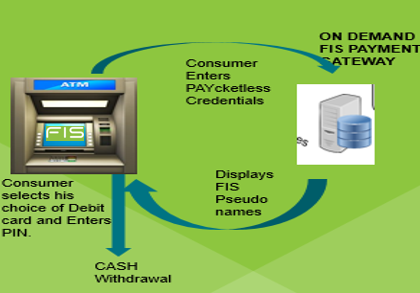 ON DEMAND
FIS PAYMENT
GATEWAY
Consumer
Enters
PAYcketless
Credentials
ATM
FIS
Displays
FIS
Pseudo
names
Consumer
selects his
choice of Debit
card and Enters
PIN.
CASH
Withdrawal